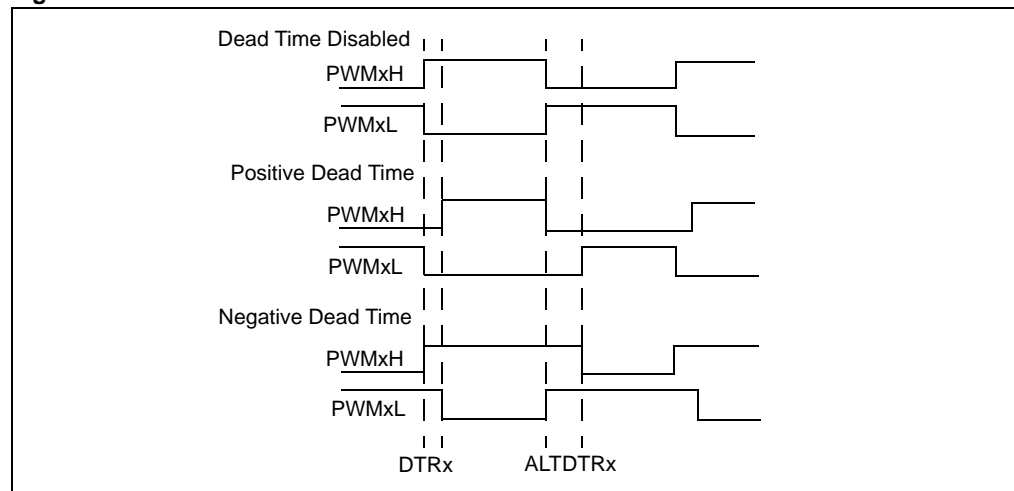 Dead Time Disabled
PWMxH
PWMxL
Positive Dead Time
PWMxH
PWMxL
Negative Dead Time
PWMxH
PWMxL
DTRx ALTDTRx